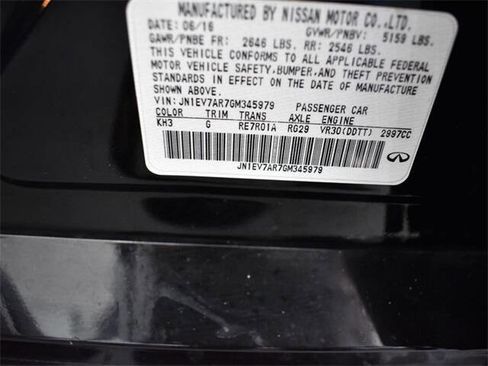 MANUFACTURED BY NISSAN MOTOR CO.,LTD.
06/16 GVWR/PNBV: 5159 LBS.
GAWR/PNBE FR: 2646 LBS. RR: 2546 LBS.
THIS VEHICLE CONFORMS TO ALL APPLICABLE FEDERAL
MOTOR VEHICLE SAFETY, BUMPER, AND THEFT PREVENTION
STANDARDS IN EFFECT ON THE DATE OF MANUFACTURE
SHOWN ABOVE.
VIN: JN1EV7AR7GM345979 PASSENGER CAR
COLOR TRIM TRANS AXLE ENGINE
KH3 G RE7R01A RG29 VR30(DDTT) 2997CC
JN1EV7AR7GM345979